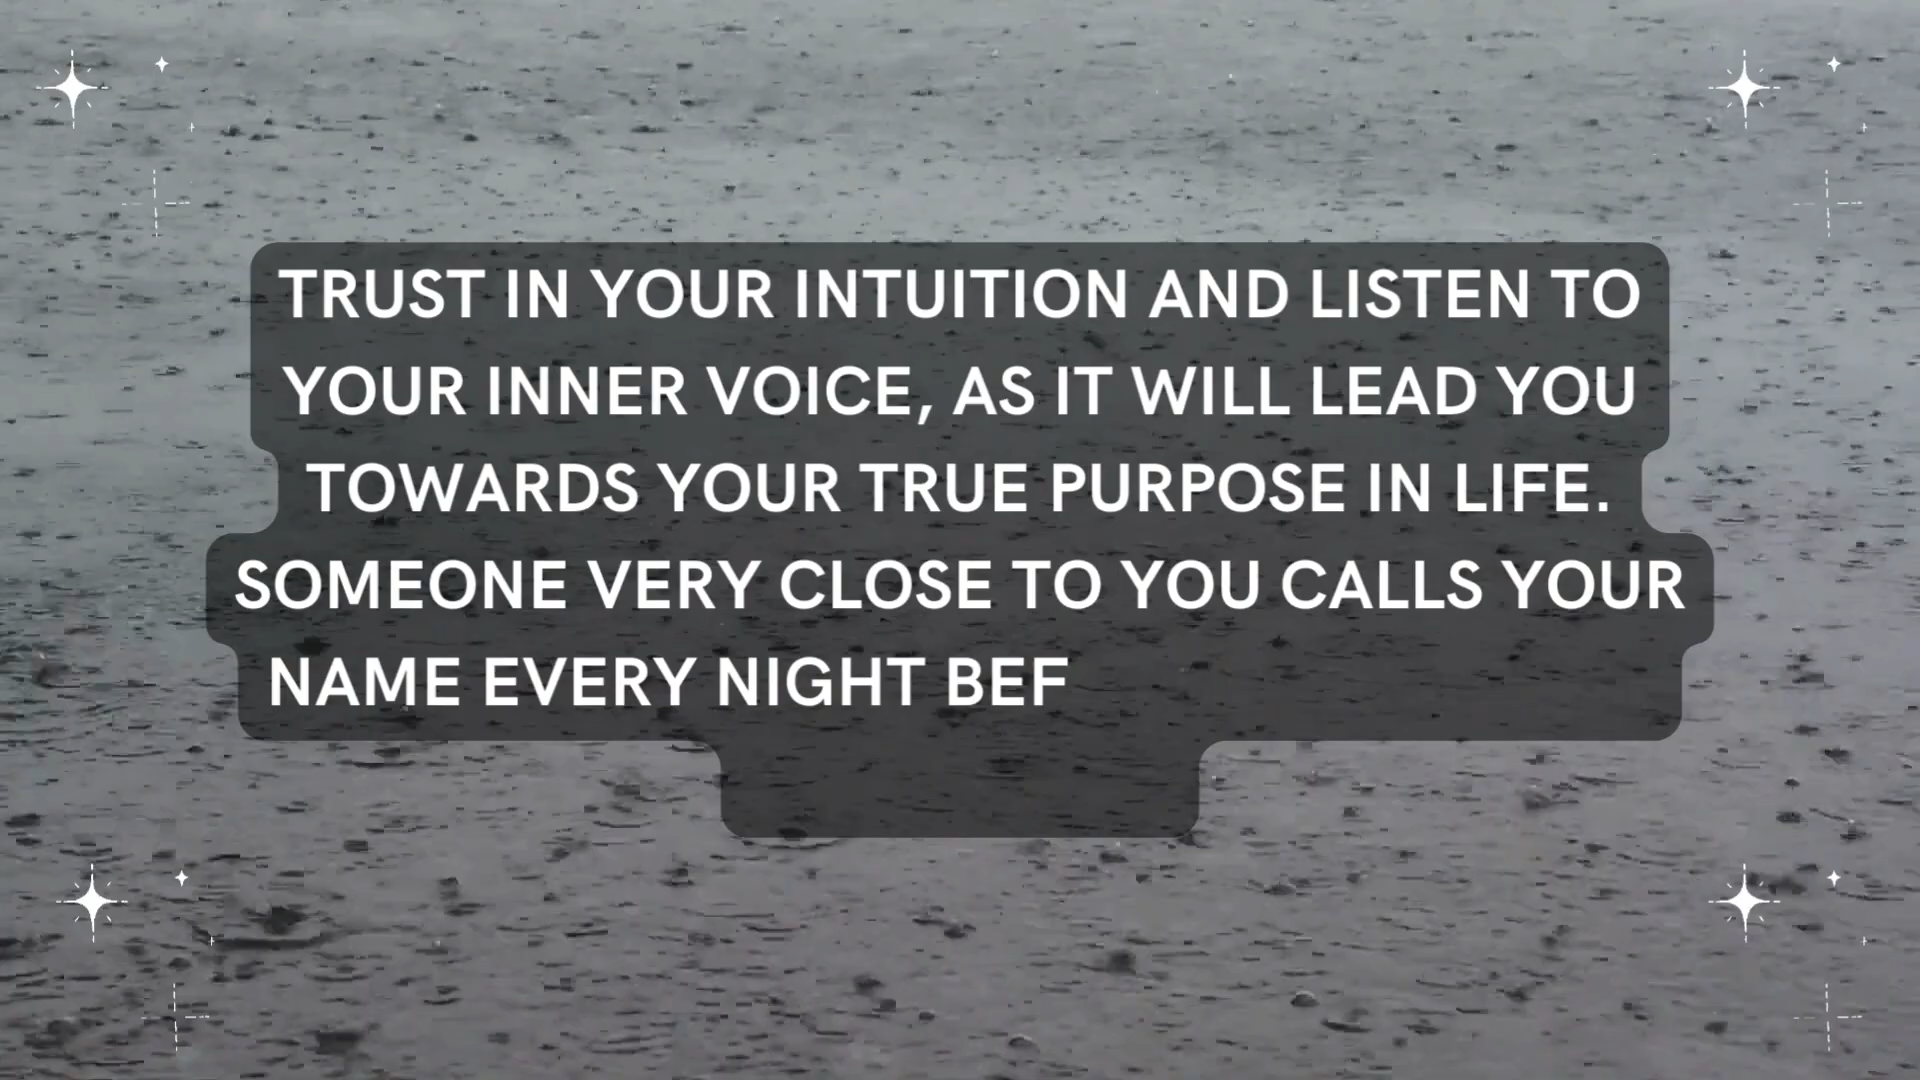 TRUST IN YOUR INTUITION AND LISTEN TO
YOUR INNER VOICE, AS IT WILL LEAD YOU
TOWARDS YOUR TRUE PURPOSE IN LIFE.
SOMEONE VERY CLOSE TO YOU CALLS YOUR
NAME EVERY NIGHT BEF